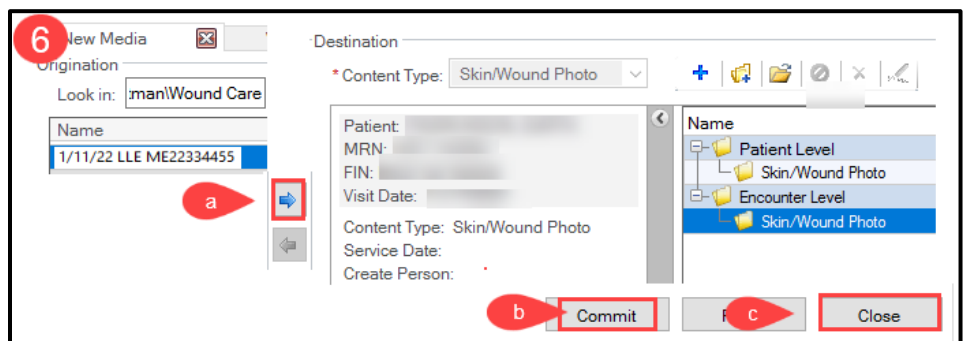 6
New Media
Origination
Look in: :man\Wound Care
Name
1/11/22 LLE ME22334455
a
Destination
*Content Type: Skin/Wound Photo
Patient:
MRN:
FIN:
Visit Date:
Content Type: Skin/Wound Photo
Service Date:
Create Person:
Name
Patient Level
Skin/Wound Photo
Encounter Level
Skin/Wound Photo
b
Commit
c
Close